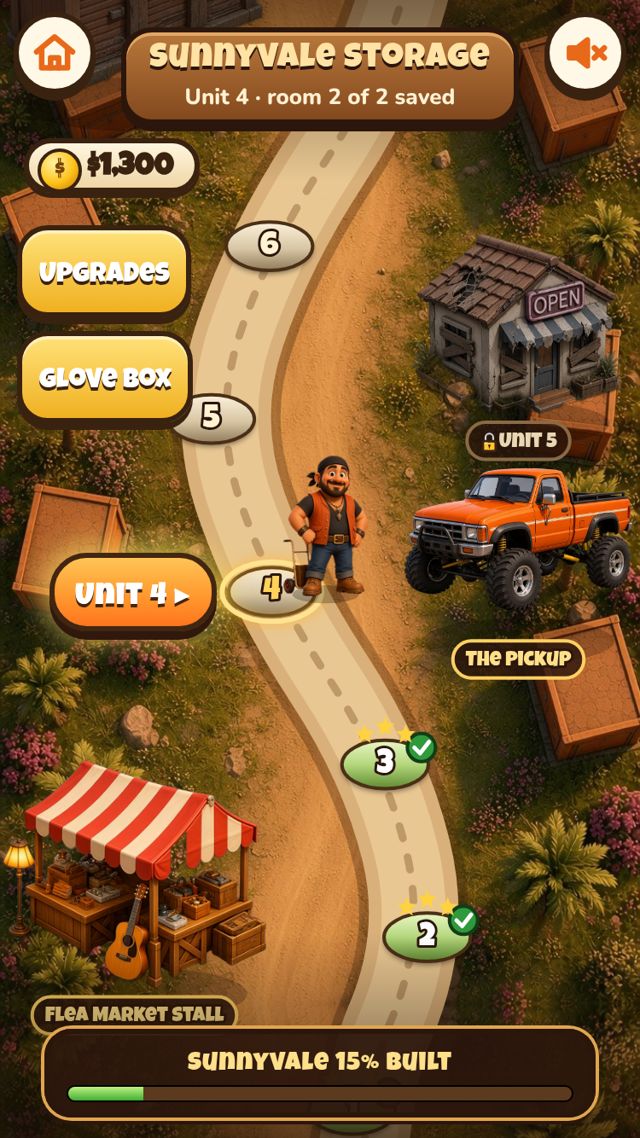 SUNNYVALE STORAGE
Unit 4 · room 2 of 2 saved
$
$1,300
6
UPGRADES
OPEN
GLOVE BOX
5
UNIT 5
UNIT 4 ▸
4
THE PICKUP
3
2
FLEA MARKET STALL
SUNNYVALE 15% BUILT